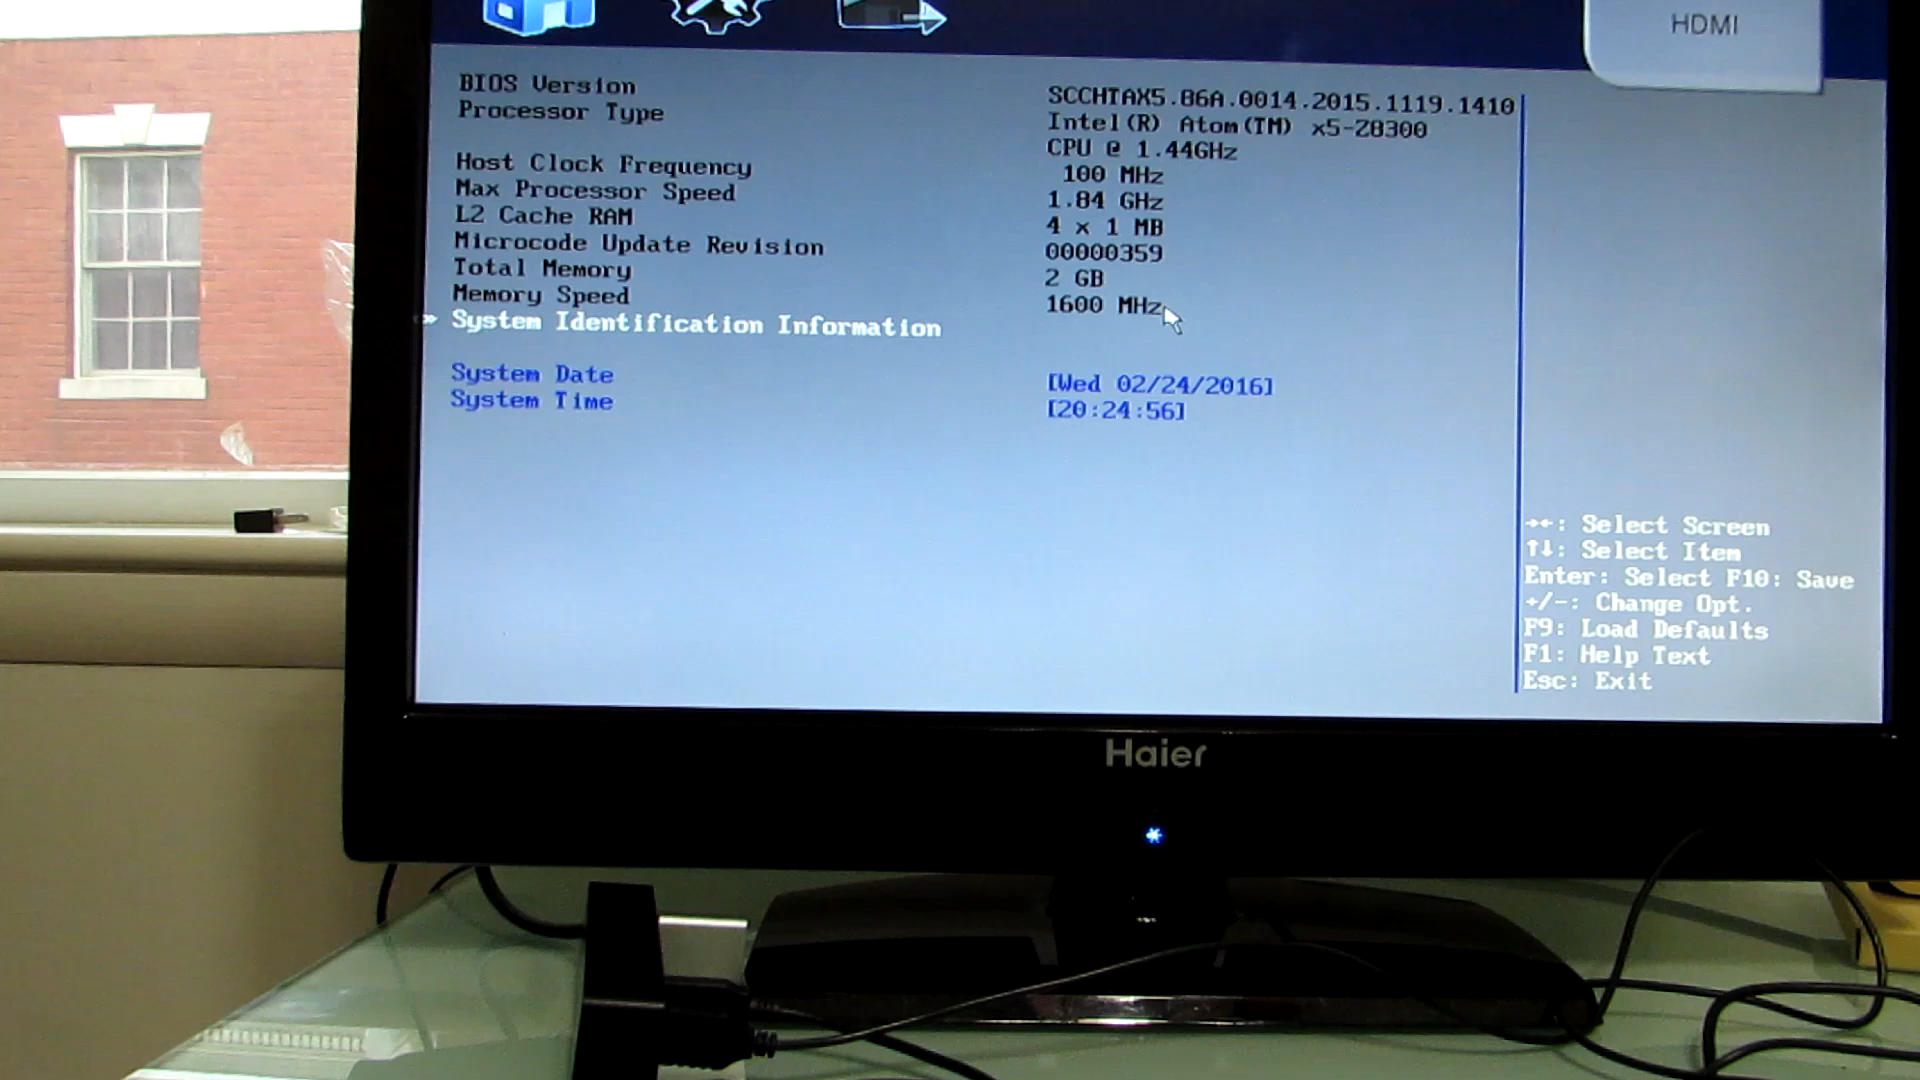 HDMI
BIOS Version SCCHTAX5.86A.0014.2015.1119.1410
Processor Type Intel(R) Atom(TM) x5-Z8300
CPU @ 1.44GHz
Host Clock Frequency 100 MHz
Max Processor Speed 1.84 GHz
L2 Cache RAM 4 x 1 MB
Microcode Update Revision 00000359
Total Memory 2 GB
Memory Speed 1600 MHz
System Identification Information
System Date [Wed 02/24/2016]
System Time [20:24:56]
→←: Select Screen
↑↓: Select Item
Enter: Select F10: Save
+/-: Change Opt.
F9: Load Defaults
F1: Help Text
Esc: Exit
Haier